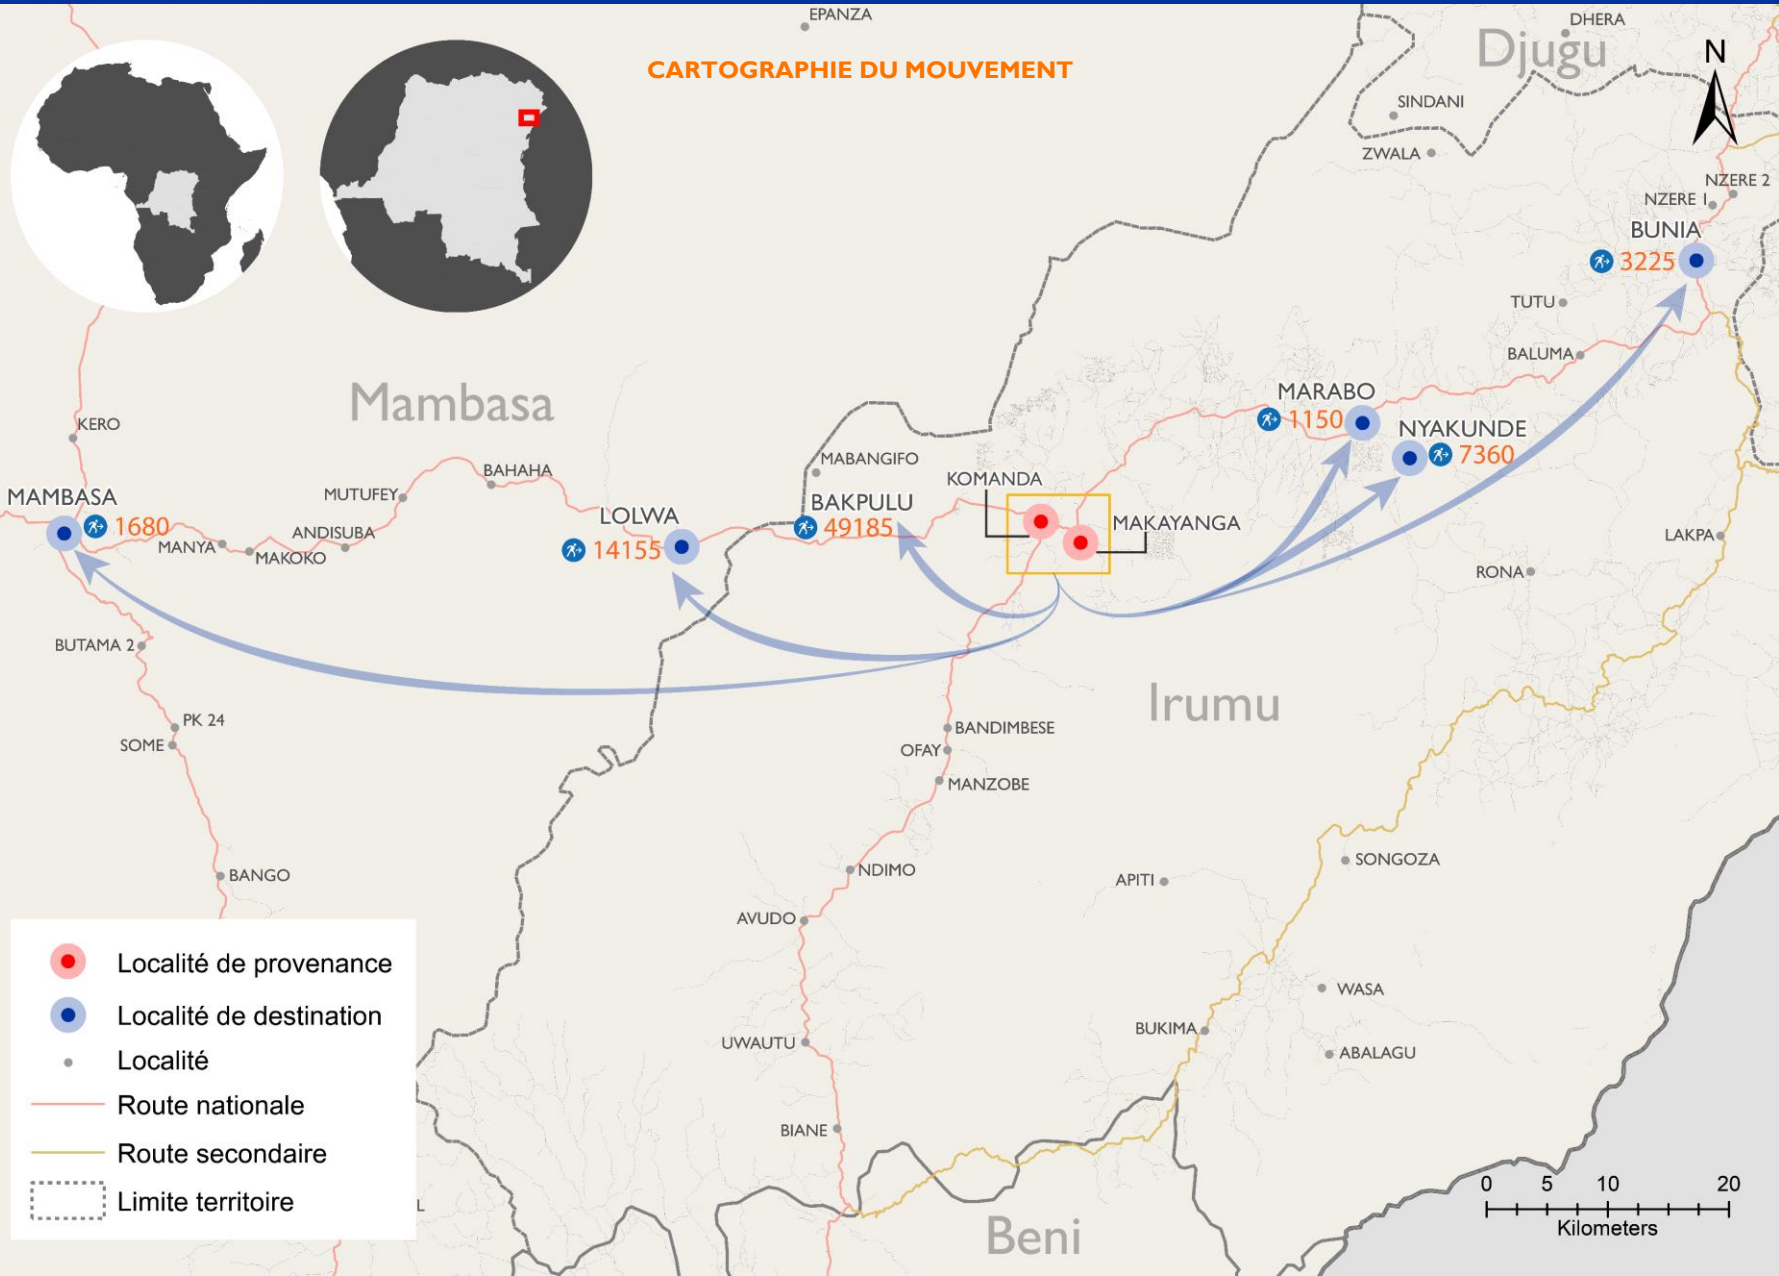 EPANZA
DHERA
Djugu
CARTOGRAPHIE DU MOUVEMENT
N
SINDANI
ZWALA
NZERE 2
NZERE 1
BUNIA
3225
TUTU
BALUMA
MARABO
1150
NYAKUNDE
7360
Mambasa
KERO
MABANGIFO
BAHAHA
KOMANDA
MUTUFEY
MAMBASA
1680
BAKPULU
49185
LOLWA
14155
MAKAYANGA
ANDISUBA
MANYA
MAKOKO
LAKPA
RONA
BUTAMA 2
Irumu
PK 24
SOME
BANDIMBESE
OFAY
MANZOBE
SONGOZA
NDIMO
BANGO
APITI
AVUDO
WASA
BUKIMA
UWAUTU
ABALAGU
BIANE
L
Beni
Localité de provenance
Localité de destination
Localité
Route nationale
Route secondaire
Limite territoire
0 5 10 20
Kilometers